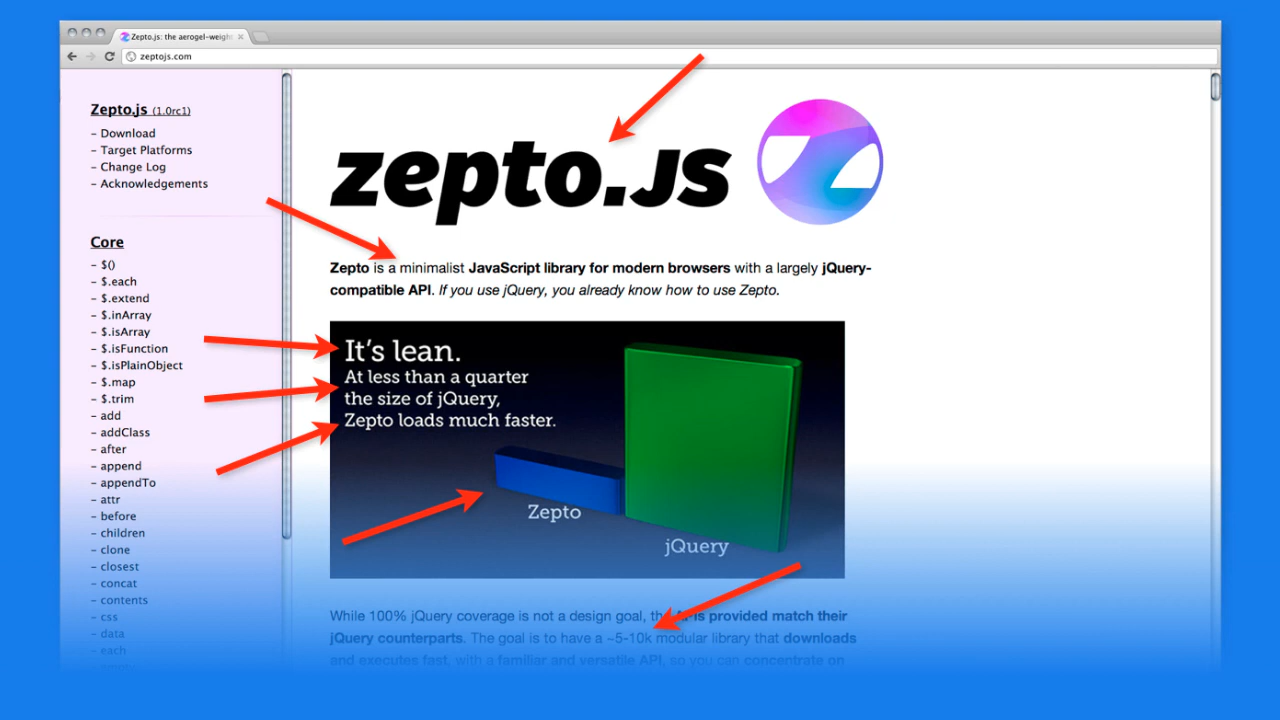 Zepto.js: the aerogel-weigh
zeptojs.com
Zepto.js (1.0rc1)
- Download
- Target Platforms
- Change Log
- Acknowledgements
Core
- $()
- $.each
- $.extend
- $.inArray
- $.isArray
- $.isFunction
- $.isPlainObject
- $.map
- $.trim
- add
- addClass
- after
- append
- appendTo
- attr
- before
- children
- clone
- closest
- concat
- contents
- css
- data
- each
- empty
zepto.JS
Zepto is a minimalist JavaScript library for modern browsers with a largely jQuery-
compatible API. If you use jQuery, you already know how to use Zepto.
It's lean.
At less than a quarter
the size of jQuery,
Zepto loads much faster.
Zepto
jQuery
While 100% jQuery coverage is not a design goal, the APIs provided match their
jQuery counterparts. The goal is to have a ~5-10k modular library that downloads
and executes fast, with a familiar and versatile API, so you can concentrate on